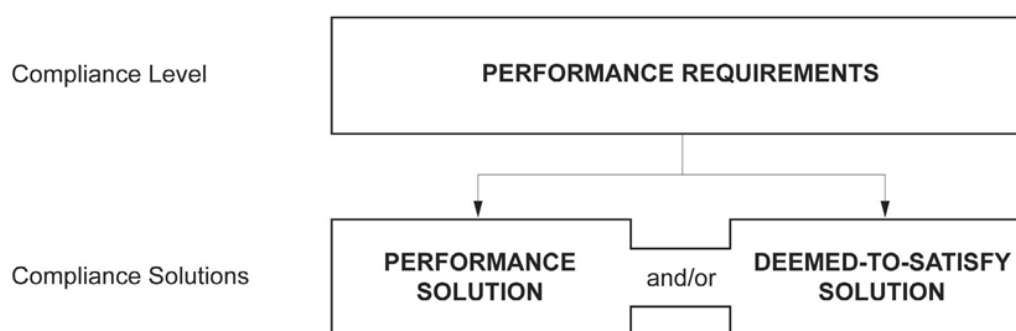 Compliance Level
PERFORMANCE REQUIREMENTS
Compliance Solutions
PERFORMANCE
SOLUTION
and/or
DEEMED-TO-SATISFY
SOLUTION